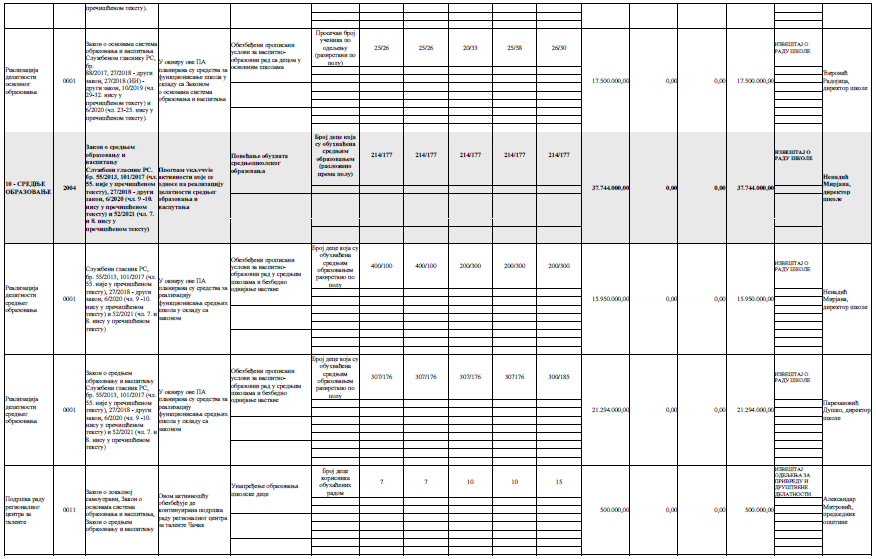 пречишћеном тексту).
Реализација делатности основног образовања
0001
Закон о основама система
образовања и васпитања
Службеном гласнику РС,
бр.
88/2017, 27/2018 - други
закон, 27/2018 (ИИ) -
други закон, 10/2019 (чл.
29-32. нису у
пречишћеном тексту) и
6/2020 (чл. 23-25. нису у
пречишћеном тексту).
У оквиру ове ПА
планирана су средства за
функционисање школа у
складу са Законом
о основама система
образовања и васпитања
Обезбеђени прописани
услови за васпитно-
образовни рад са децом у
основним школама
Просечан број
ученика по
одељењу
(разврстани по
полу)
25/26
25/26
20/33
25/38
26/30
17.500.000,00
0,00
0,00
17.500.000,00
ИЗВЕШТАЈ О
РАДУ ШКОЛЕ
Радојица,
директор школе
10 - СРЕДЊЕ
ОБРАЗОВАЊЕ
2004
Закон о средњем
образовању и
васпитању
Службени гласник РС.
бр. 55/2013, 101/2017 (чл.
55. није у пречишћеном
тексту), 27/2018 - други
закон, 6/2020 (чл. 9 -10.
нису у пречишћеном
тексту) и 52/2021 (чл. 7.
и 8. нису у
пречишћеном тексту)
Програм укључује
активности које се
односе на реализацију
делатности средњег
образовања и
васпитања
Повећање обухвата
средњошколског
образовања
Број деце која
су обухваћена
средњим
образовањем
(разложено
према полу)
214/177
214/177
214/177
214/177
214/177
37.744.000,00
0,00
0,00
37.744.000,00
ИЗВЕШТАЈ О
РАДУ ШКОЛЕ
Ненадић
Мирјана,
директор
школе
Реализација
делатности
средњег
образовања
0001
Службени гласник РС,
бр. 55/2013, 101/2017 (чл.
55. није у пречишћеном
тексту), 27/2018 - други
закон, 6/2020 (чл. 9 -10.
нису у пречишћеном
тексту) и 52/2021 (чл. 7. и
8. нису у пречишћеном
тексту)
У оквиру ове ПА
планирана су средства за
реализацију
функционисања средњих
школа у складу са
законом
Обезбеђени прописани
услови за васпитно-
образовни рад у средњим
школама и безбедно
одвијање наставе
Број деце која су
обухваћена
средњим
образовањем
разврстано по
полу
400/100
400/100
200/300
200/300
200/300
15.950.000,00
0,00
0,00
15.950.000,00
ИЗВЕШТАЈ О
РАДУ ШКОЛЕ
Ненадић
Мирјана,
директор школе
Реализација
делатности
средњег
образовања
0001
Закон о средњем
образовању и васпитању
Службени гласник РС,
бр. 55/2013, 101/2017 (чл.
55. није у пречишћеном
тексту), 27/2018 - други
закон, 6/2020 (чл. 9 -10.
нису у пречишћеном
тексту) и 52/2021 (чл. 7. и
8. нису у пречишћеном
тексту)
У оквиру ове ПА
планирана су средства за
реализацију
функционисања средњих
школа у складу са
законом
Обезбеђени прописани
услови за васпитно-
образовни рад у средњим
школама и безбедно
одвијање наставе
Број деце која су
обухваћена
средњим
образовањем
разврстано по
полу
307/176
307/176
307/176
307/176
300/185
21.294.000,00
0,00
0,00
21.294.000,00
ИЗВЕШТАЈ О
РАДУ ШКОЛЕ
Парезановић
Душко, директор
школе
Подршка раду
регионалног
центра за
таленте
0011
Закон о локалној
самоуправи, Закон о
основама система
образовања и васпитања,
Закон о средњем
образовању и васпитању
Овом активношћу
обезбеђује де
континуирана подршка
раду регионалног центра
за таленте Чачак
Унапређење образовања
школске деце
Број деце
корисника
обухваћених
радом
7
7
10
10
15
500.000,00
0,00
0,00
500.000,00
ИЗВЕШТАЈ
ОДЕЉЕЊА ЗА
ПРИВРЕДУ И
ДРУШТВЕНЕ
ДЕЛАТНОСТИ
Александар
Митровић,
председник
општине